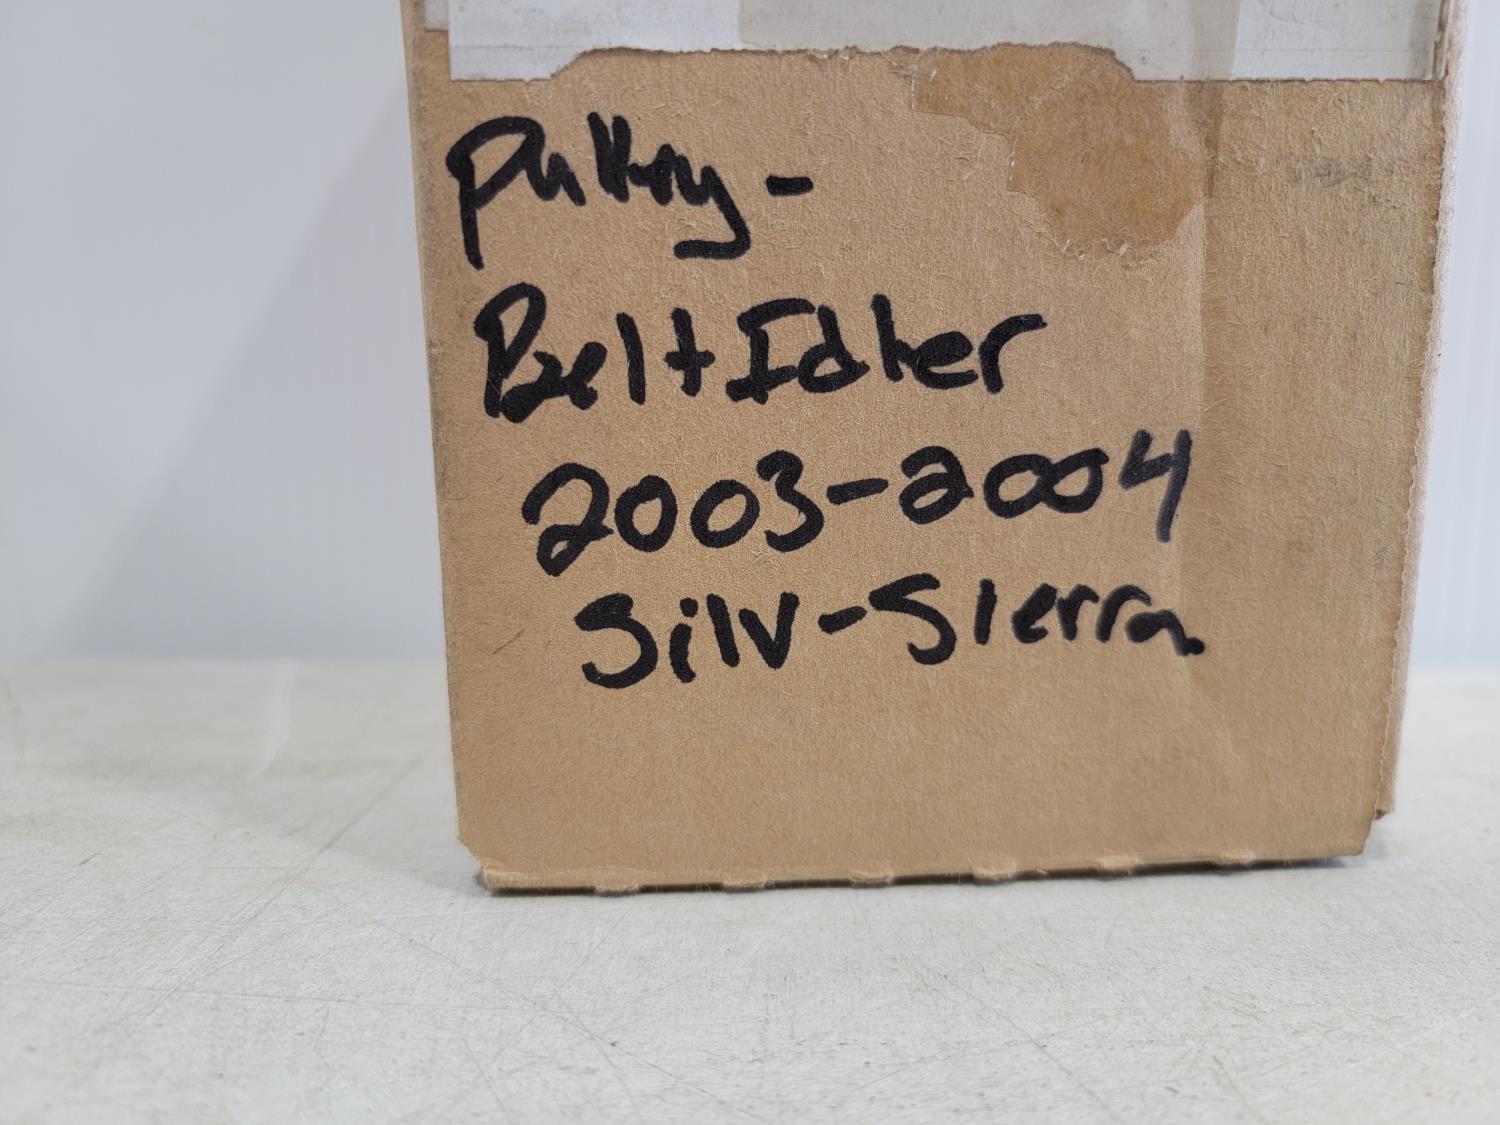 Pulley-
Belt Idler
2003-2004
Silv-Sierra